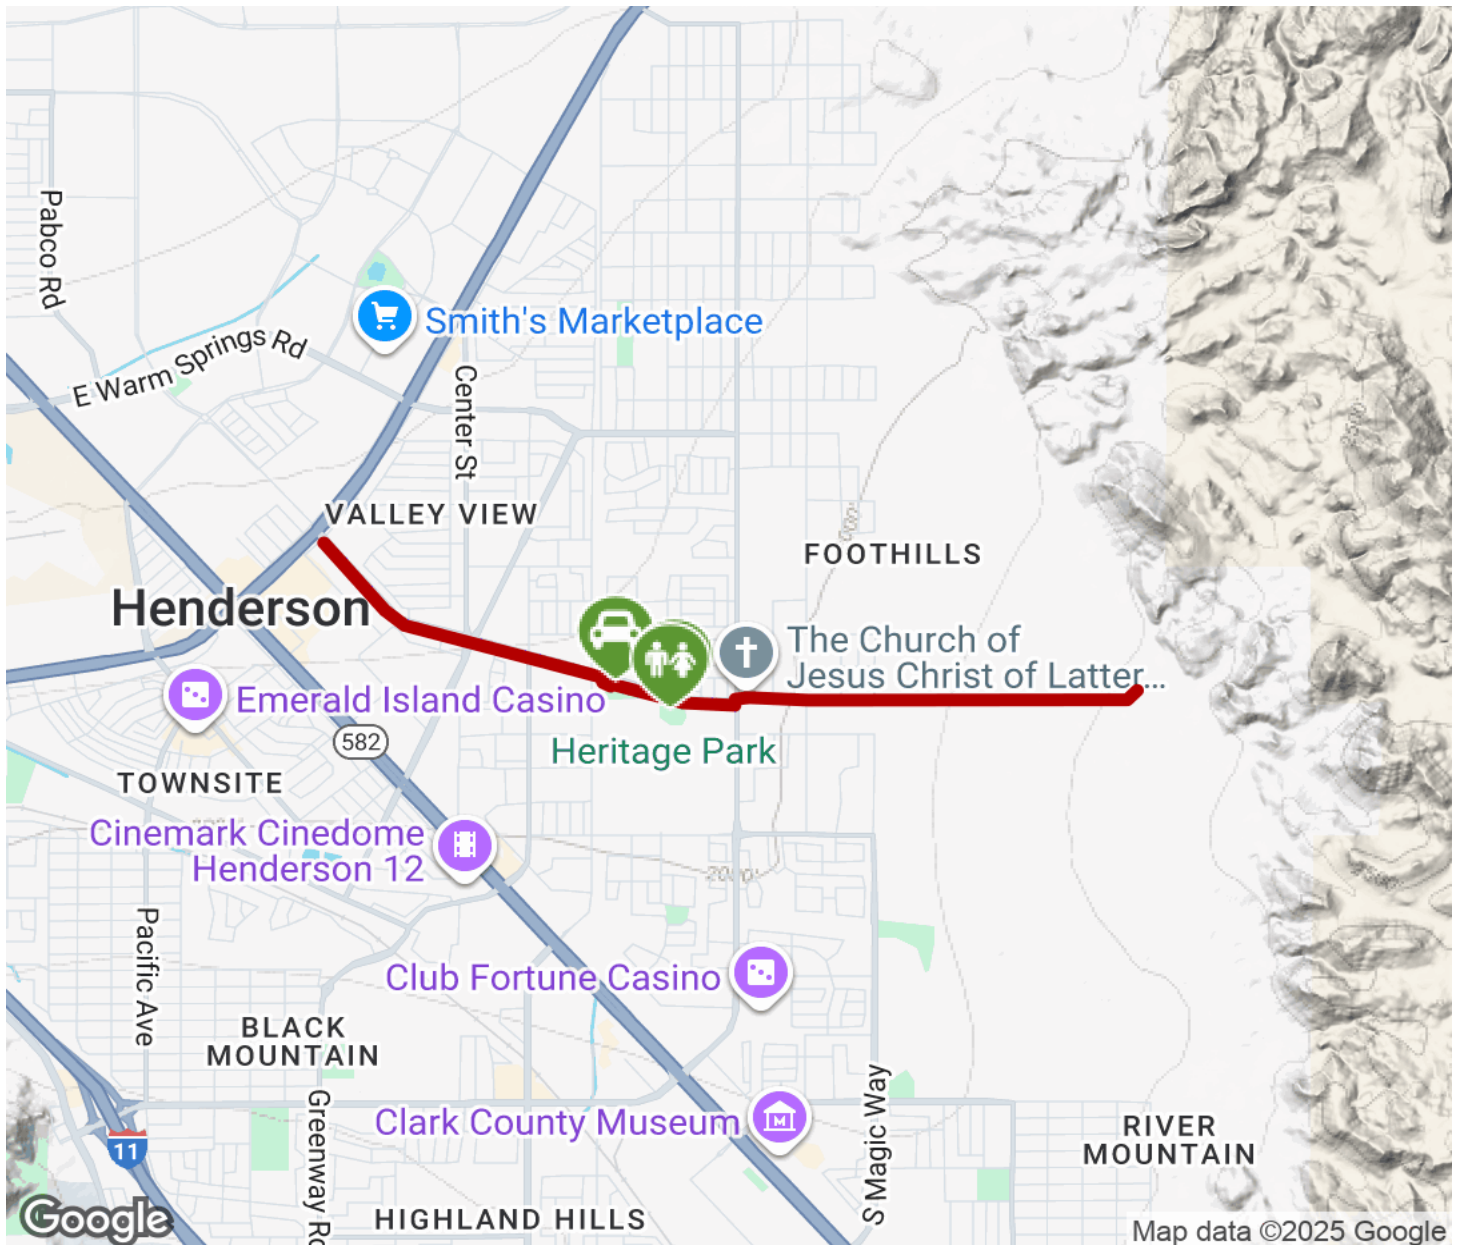 Pabco Rd
Smith's Marketplace
E Warm Springs Rd
Center St
VALLEY VIEW
FOOTHILLS
Henderson
The Church of
Jesus Christ of Latter...
Emerald Island Casino
582
Heritage Park
TOWNSITE
Cinemark Cinedome
Henderson 12
Pacific Ave
Club Fortune Casino
BLACK
MOUNTAIN
Greenway Rd
Clark County Museum
M
S Magic Way
RIVER
MOUNTAIN
11
HIGHLAND HILLS
Google
Map data ©2025 Google